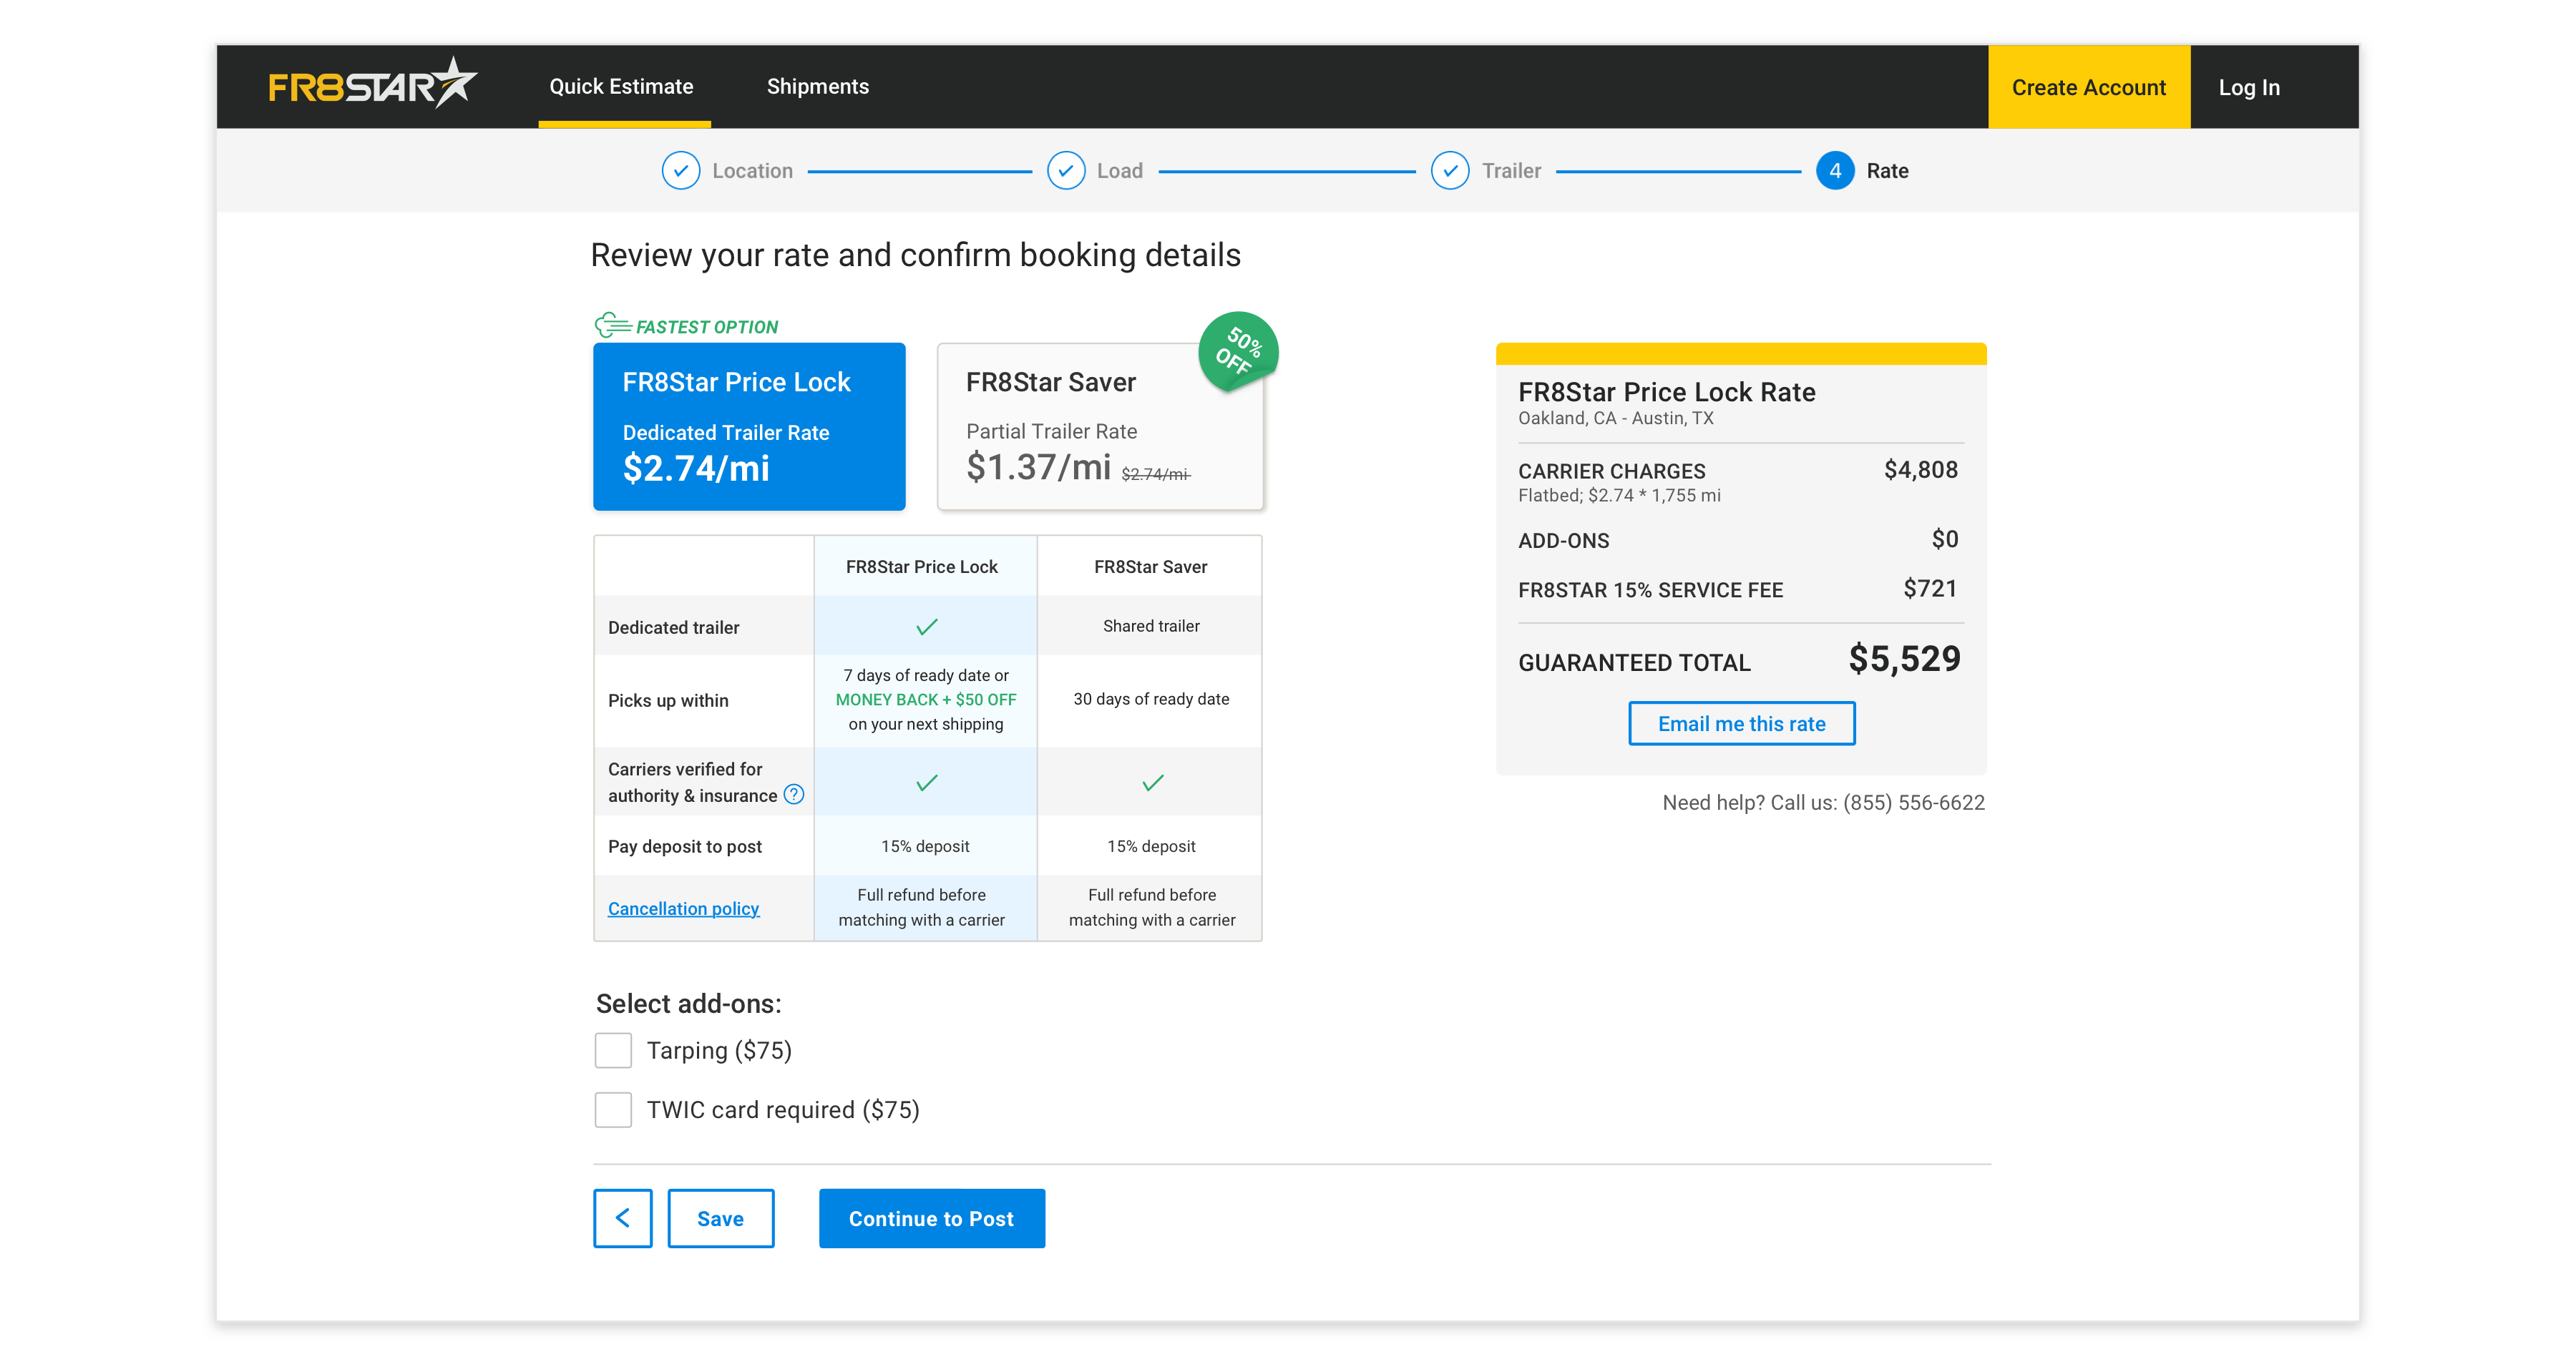 FR8STAR
Quick Estimate
Shipments
Create Account
Log In
Location
Load
Trailer
4 Rate
Review your rate and confirm booking details
FASTEST OPTION
FR8Star Price Lock
Dedicated Trailer Rate
$2.74/mi
50%
OFF
FR8Star Saver
Partial Trailer Rate
$1.37/mi $2.74/mi
FR8Star Price Lock
FR8Star Saver
Dedicated trailer
Shared trailer
Picks up within
7 days of ready date or
MONEY BACK + $50 OFF
on your next shipping
30 days of ready date
Carriers verified for
authority & insurance ?
Pay deposit to post
15% deposit
15% deposit
Cancellation policy
Full refund before
matching with a carrier
Full refund before
matching with a carrier
FR8Star Price Lock Rate
Oakland, CA - Austin, TX
CARRIER CHARGES $4,808
Flatbed; $2.74 * 1,755 mi
ADD-ONS $0
FR8STAR 15% SERVICE FEE $721
GUARANTEED TOTAL $5,529
Email me this rate
Need help? Call us: (855) 556-6622
Select add-ons:
Tarping ($75)
TWIC card required ($75)
<
Save
Continue to Post